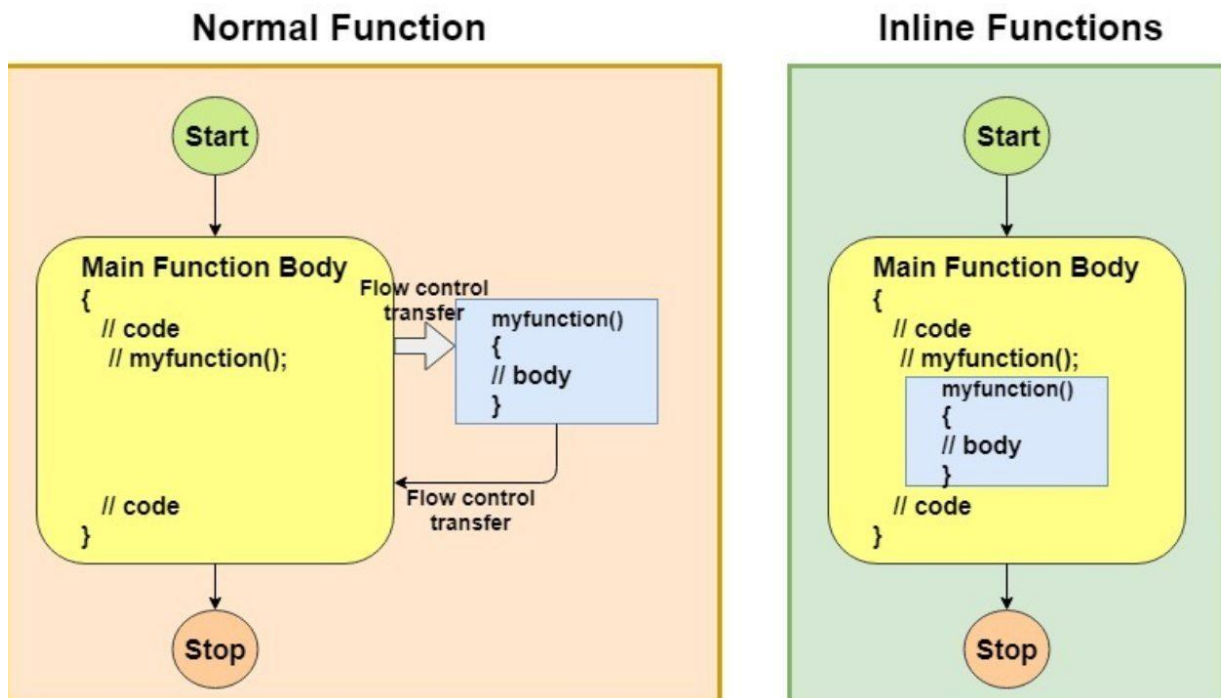 Normal Function
Start
Main Function Body
{
// code
// myfunction();
Flow control
transfer
myfunction()
{
// body
}
Flow control
transfer
// code
}
Stop
Inline Functions
Start
Main Function Body
{
// code
// myfunction();
myfunction()
{
// body
}
// code
}
Stop